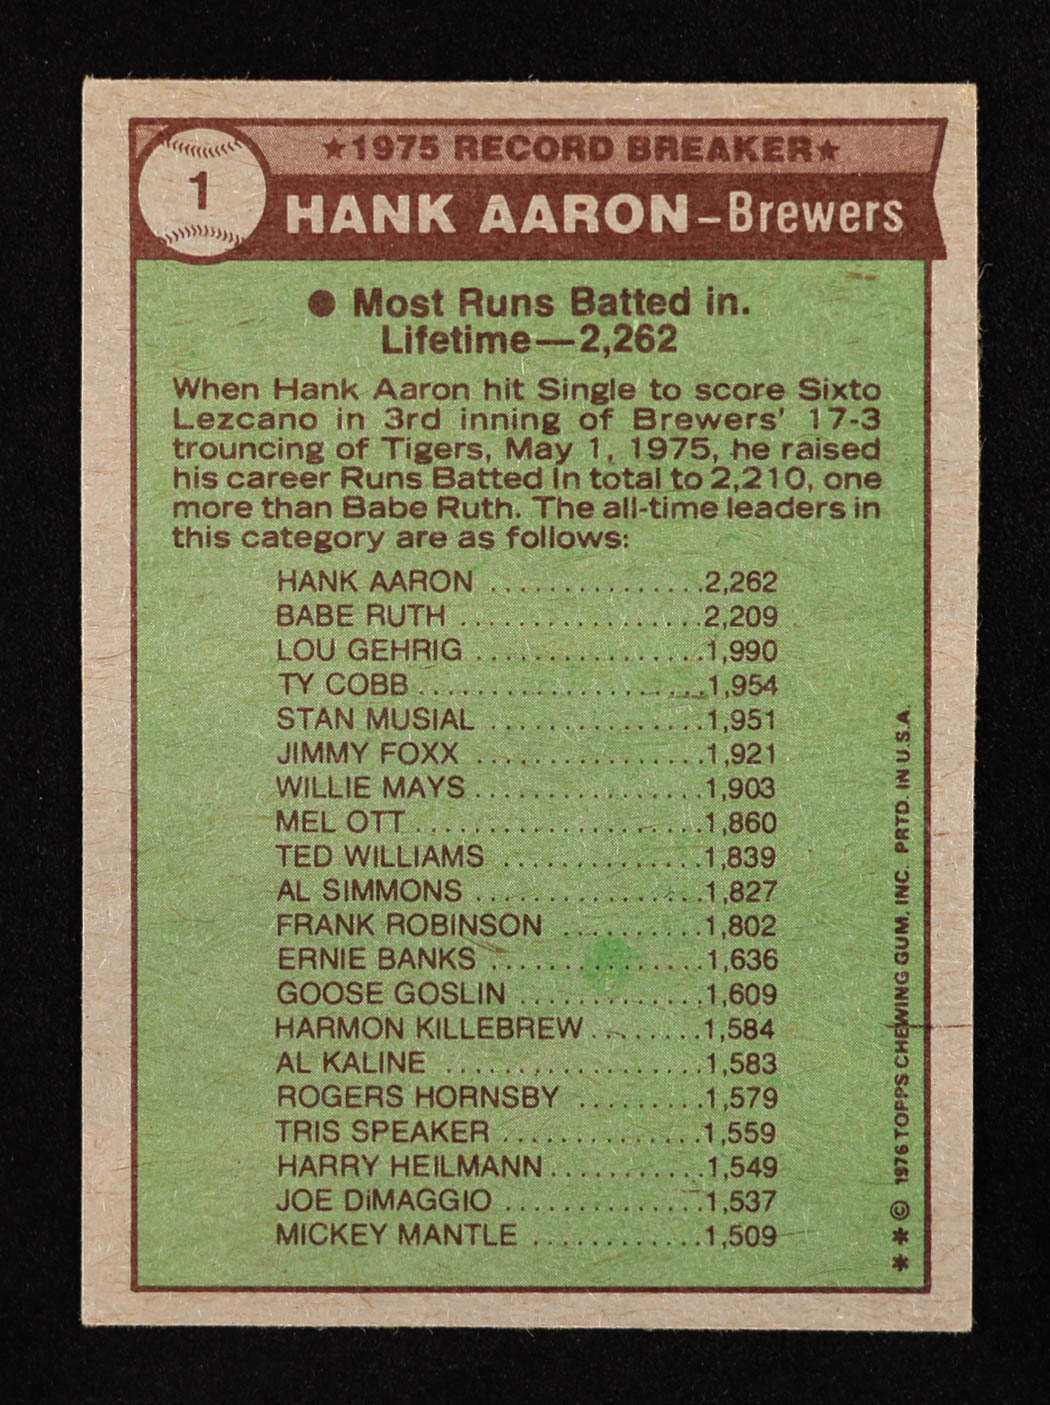 ★1975 RECORD BREAKER★
1
HANK AARON–Brewers
● Most Runs Batted in.
Lifetime—2,262
When Hank Aaron hit Single to score Sixto
Lezcano in 3rd inning of Brewers' 17-3
trouncing of Tigers, May 1, 1975, he raised
his career Runs Batted In total to 2,210, one
more than Babe Ruth. The all-time leaders in
this category are as follows:
HANK AARON ...............2,262
BABE RUTH .................2,209
LOU GEHRIG ................1,990
TY COBB....................1,954
STAN MUSIAL ...............1,951
JIMMY FOXX ................1,921
WILLIE MAYS................1,903
MEL OTT....................1,860
TED WILLIAMS ..............1,839
AL SIMMONS.................1,827
FRANK ROBINSON ..........1,802
ERNIE BANKS ...............1,636
GOOSE GOSLIN .............1,609
HARMON KILLEBREW........1,584
AL KALINE ..................1,583
ROGERS HORNSBY .........1,579
TRIS SPEAKER ..............1,559
HARRY HEILMANN...........1,549
JOE DiMAGGIO ..............1,537
MICKEY MANTLE ............1,509
* * © 1976 TOPPS CHEWING GUM, INC. PRTD. IN U.S.A.